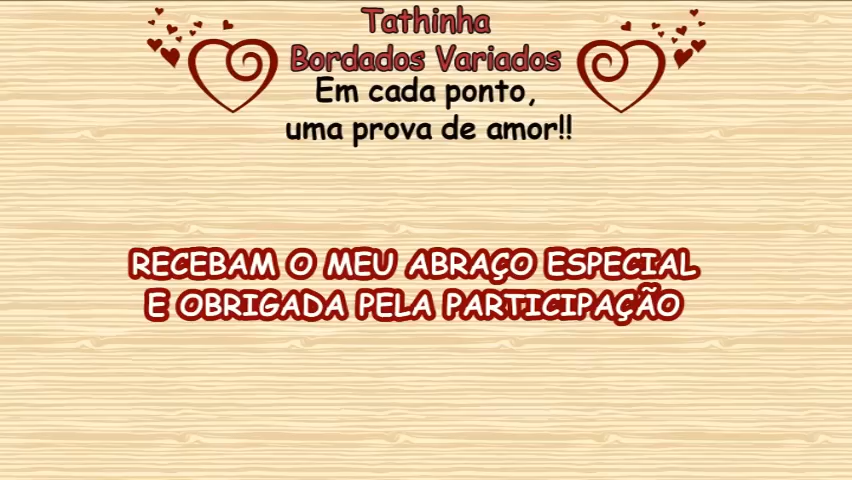 Tathinha
Bordados Variados
Em cada ponto,
uma prova de amor!!
RECEBAM O MEU ABRAÇO ESPECIAL
E OBRIGADA PELA PARTICIPAÇÃO